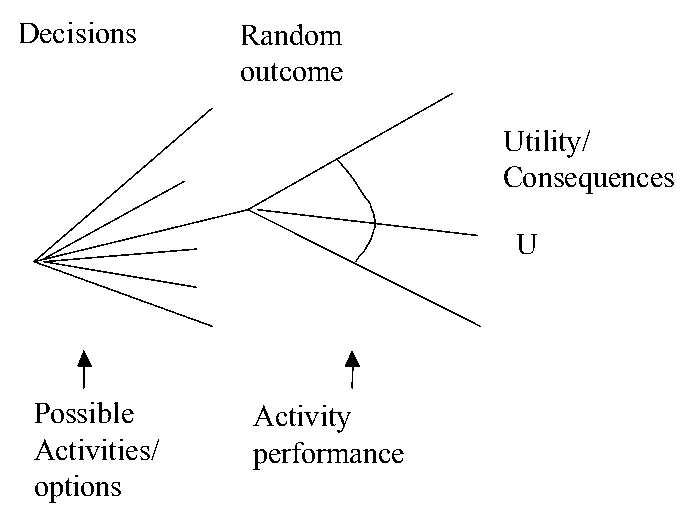 Decisions
Random
outcome
Utility/
Consequences
U
Possible
Activities/
options
Activity
performance